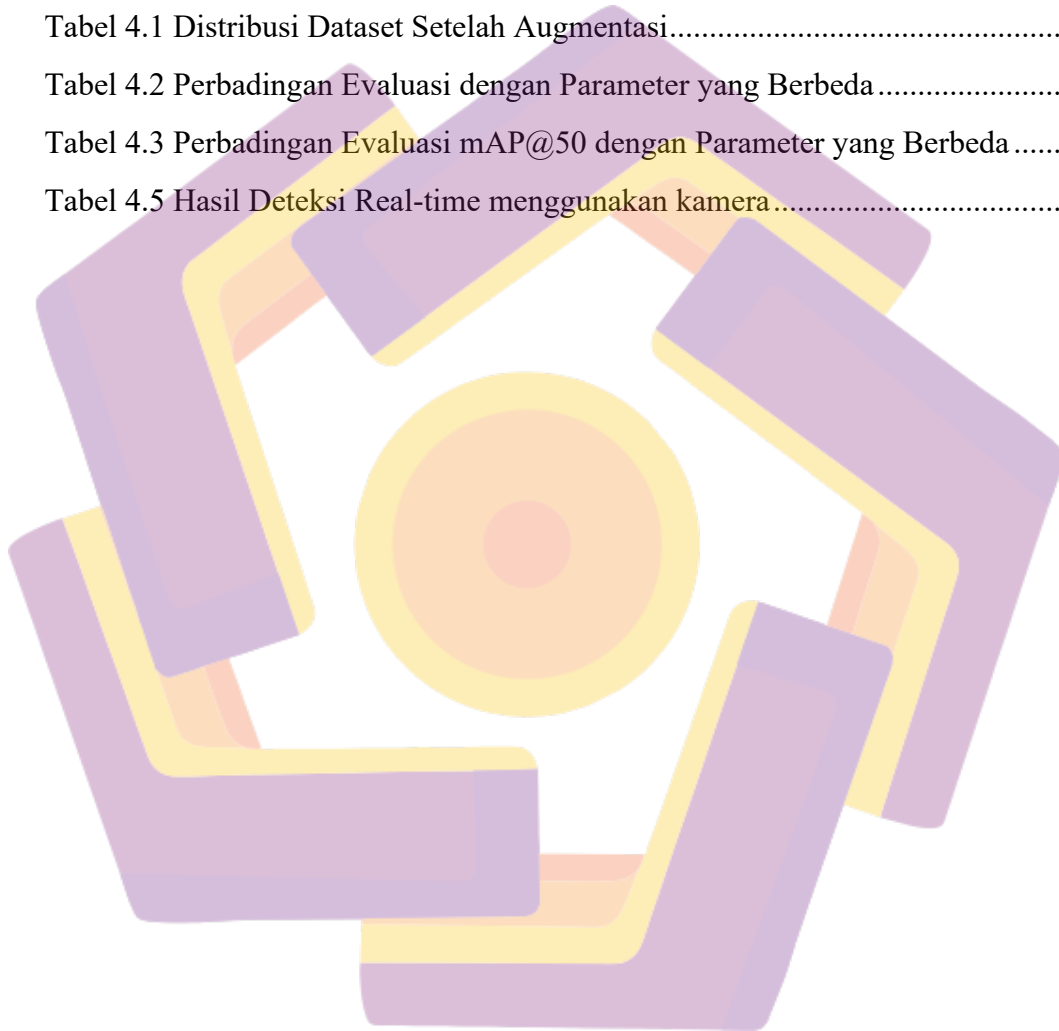 Tabel 4.1 Distribusi Dataset Setelah Augmentasi....................................
Tabel 4.2 Perbadingan Evaluasi dengan Parameter yang Berbeda.................
Tabel 4.3 Perbadingan Evaluasi mAP@50 dengan Parameter yang Berbeda......
Tabel 4.5 Hasil Deteksi Real-time menggunakan kamera..........................